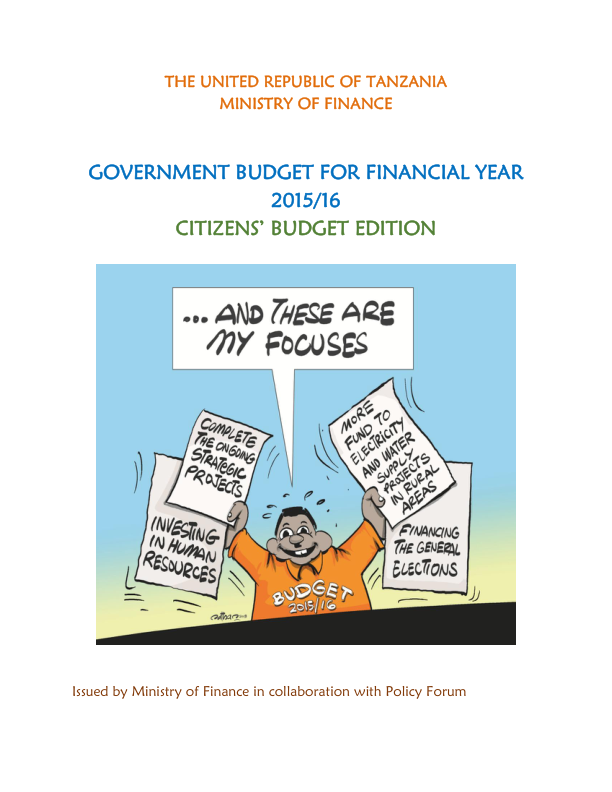 THE UNITED REPUBLIC OF TANZANIA
MINISTRY OF FINANCE
GOVERNMENT BUDGET FOR FINANCIAL YEAR
2015/16
CITIZENS’ BUDGET EDITION
... AND THESE ARE
MY FOCUSES
COMPLETE
THE ONGOING
STRATEGIC
PROJECTS
INVESTING
IN HUMAN
RESOURCES
MORE
FUND TO
ELECTRICITY
AND WATER
SUPPLY
PROJECTS
IN RURAL
AREAS
FINANCING
THE GENERAL
ELECTIONS
BUDGET
2015/16
Issued by Ministry of Finance in collaboration with Policy Forum